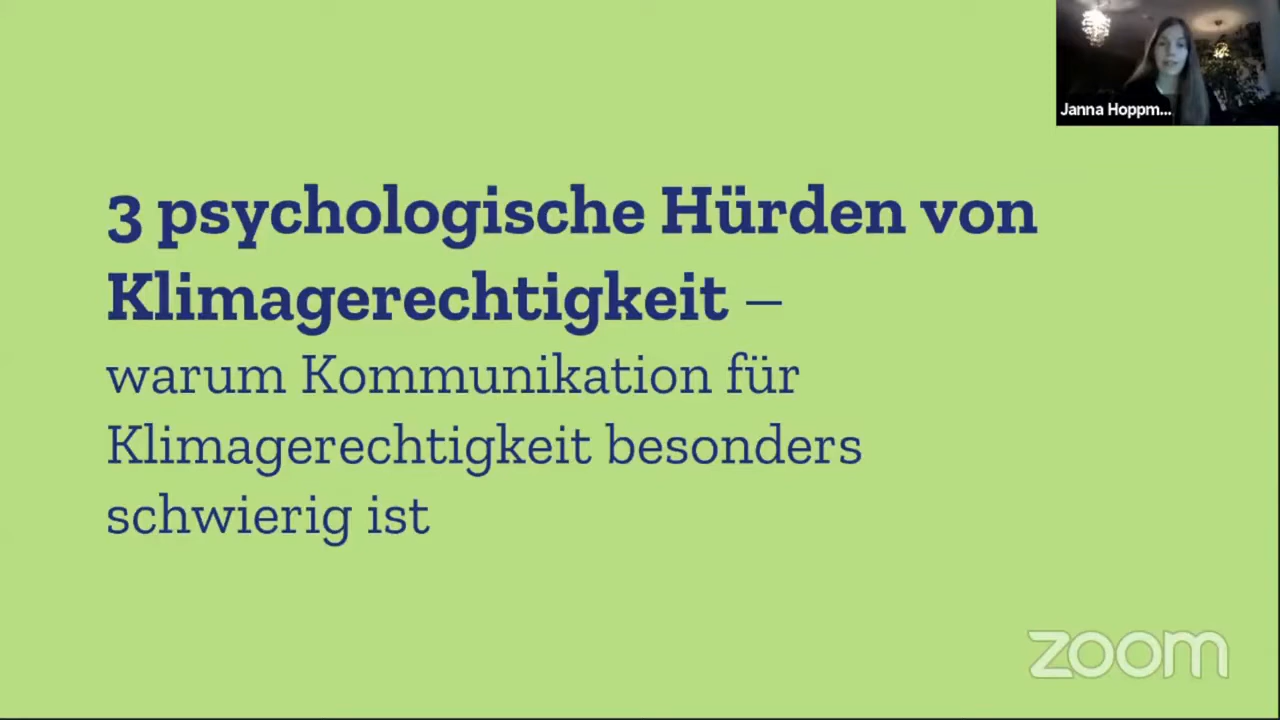 Janna Hoppm...
3 psychologische Hürden von
Klimagerechtigkeit –
warum Kommunikation für
Klimagerechtigkeit besonders
schwierig ist
zoom